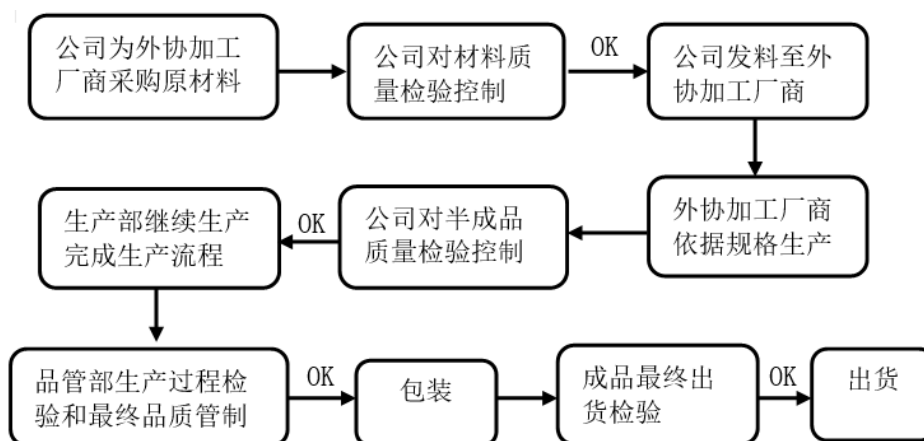 公司为外协加工
厂商采购原材料
公司对材料质
量检验控制
OK
公司发料至外
协加工厂商
外协加工厂商
依据规格生产
公司对半成品
质量检验控制
OK
生产部继续生产
完成生产流程
品管部生产过程检
验和最终品质管制
OK
包装
成品最终出
货检验
OK
出货